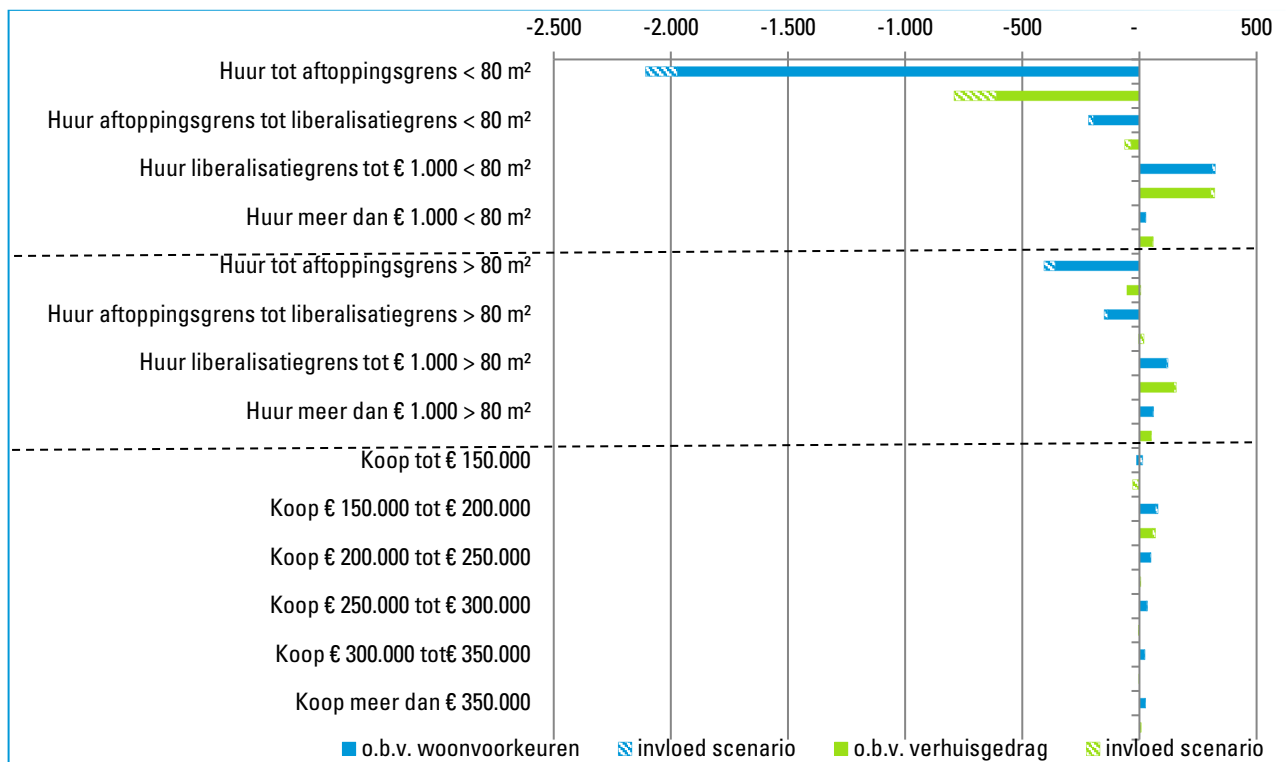 -2.500 -2.000 -1.500 -1.000 -500 - 500
Huur tot aftoppingsgrens < 80 m²
Huur aftoppingsgrens tot liberalisatiegrens < 80 m²
Huur liberalisatiegrens tot € 1.000 < 80 m²
Huur meer dan € 1.000 < 80 m²
Huur tot aftoppingsgrens > 80 m²
Huur aftoppingsgrens tot liberalisatiegrens > 80 m²
Huur liberalisatiegrens tot € 1.000 > 80 m²
Huur meer dan € 1.000 > 80 m²
Koop tot € 150.000
Koop € 150.000 tot € 200.000
Koop € 200.000 tot € 250.000
Koop € 250.000 tot € 300.000
Koop € 300.000 tot€ 350.000
Koop meer dan € 350.000
o.b.v. woonvoorkeuren invloed scenario o.b.v. verhuisgedrag invloed scenario